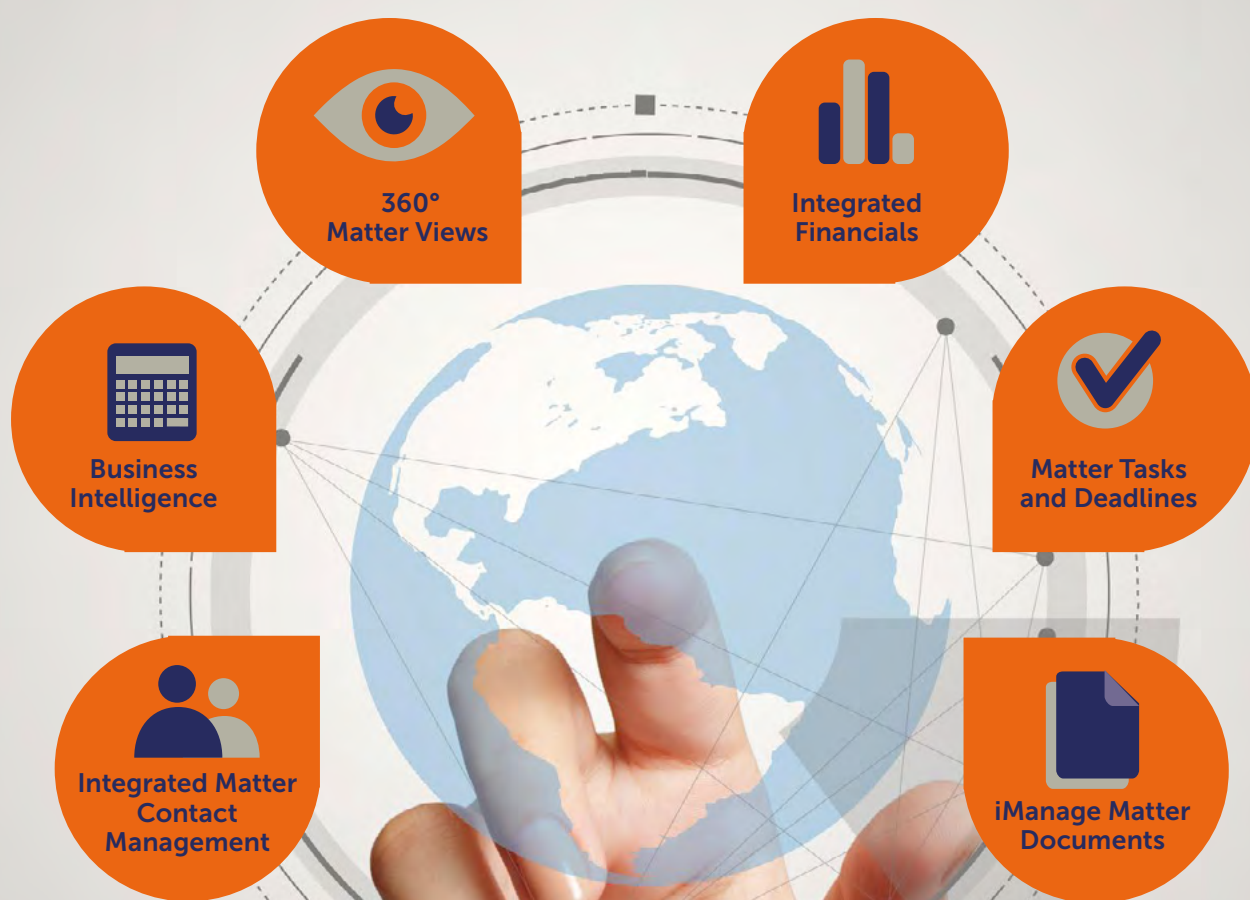 360°
Matter Views
Integrated
Financials
Business
Intelligence
Matter Tasks
and Deadlines
Integrated Matter
Contact
Management
iManage Matter
Documents